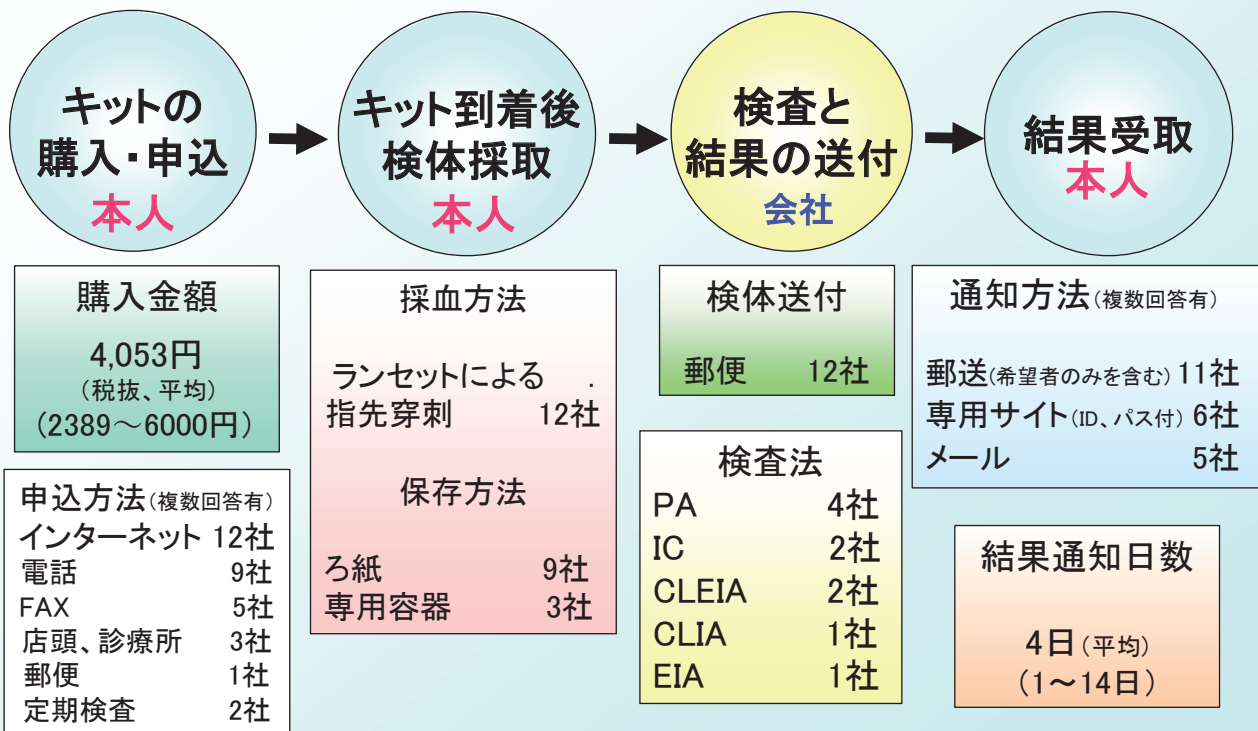 キットの
購入・申込
本人
キット到着後
検体採取
本人
検査と
結果の送付
会社
結果受取
本人
購入金額
4,053円
(税抜、平均)
(2389~6000円)
申込方法(複数回答有)
インターネット 12社
電話 9社
FAX 5社
店頭、診療所 3社
郵便 1社
定期検査 2社
採血方法
ランセットによる .
指先穿刺 12社
保存方法
ろ紙 9社
専用容器 3社
検体送付
郵便 12社
検査法
PA 4社
IC 2社
CLEIA 2社
CLIA 1社
EIA 1社
通知方法(複数回答有)
郵送(希望者のみを含む) 11社
専用サイト(ID、パス付) 6社
メール 5社
結果通知日数
4日(平均)
(1~14日)